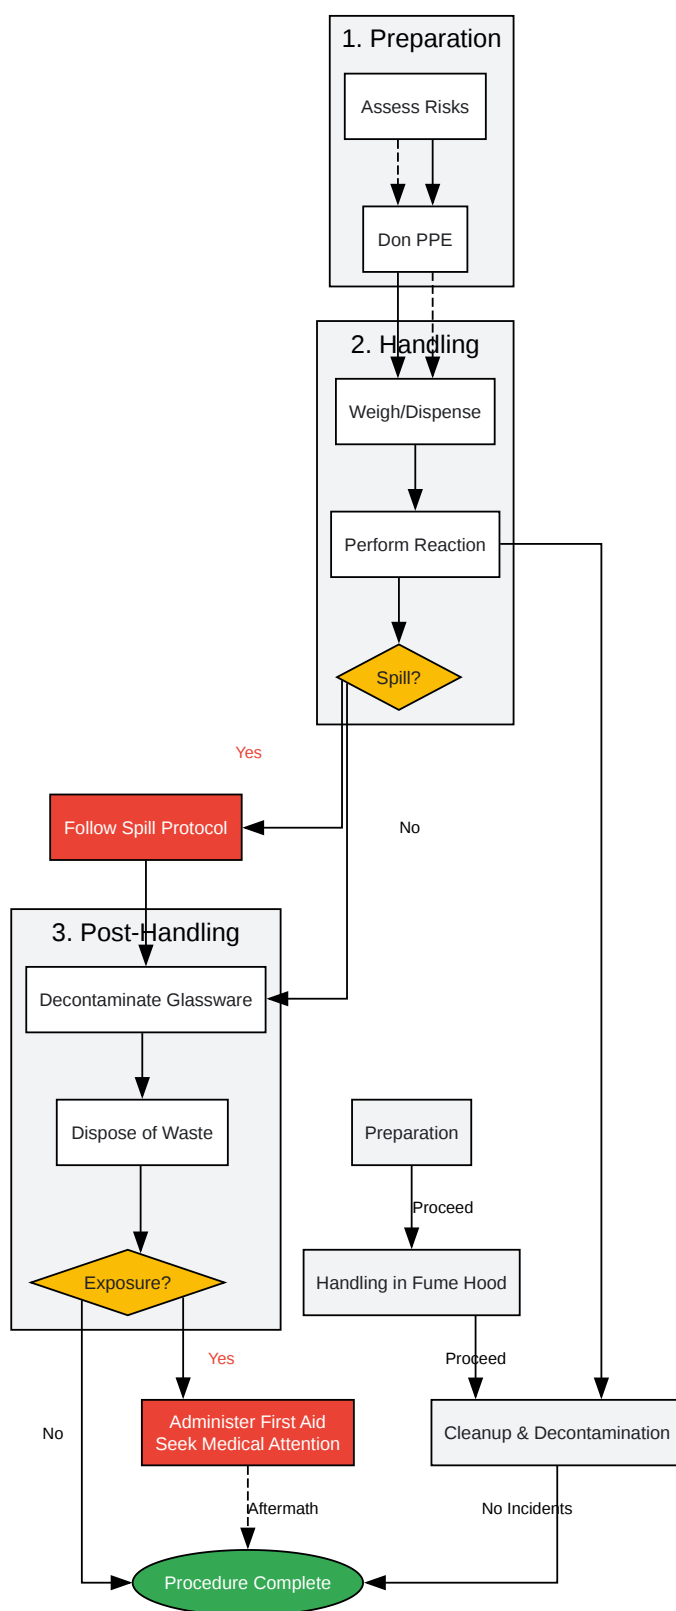 1. Preparation
Assess Risks
Don PPE
2. Handling
Weigh/Dispense
Perform Reaction
Spill?
Yes
Follow Spill Protocol
No
3. Post-Handling
Decontaminate Glassware
Dispose of Waste
Preparation
Proceed
Exposure?
Handling in Fume Hood
Yes
Proceed
No
Administer First Aid
Seek Medical Attention
Cleanup & Decontamination
Aftermath
No Incidents
Procedure Complete